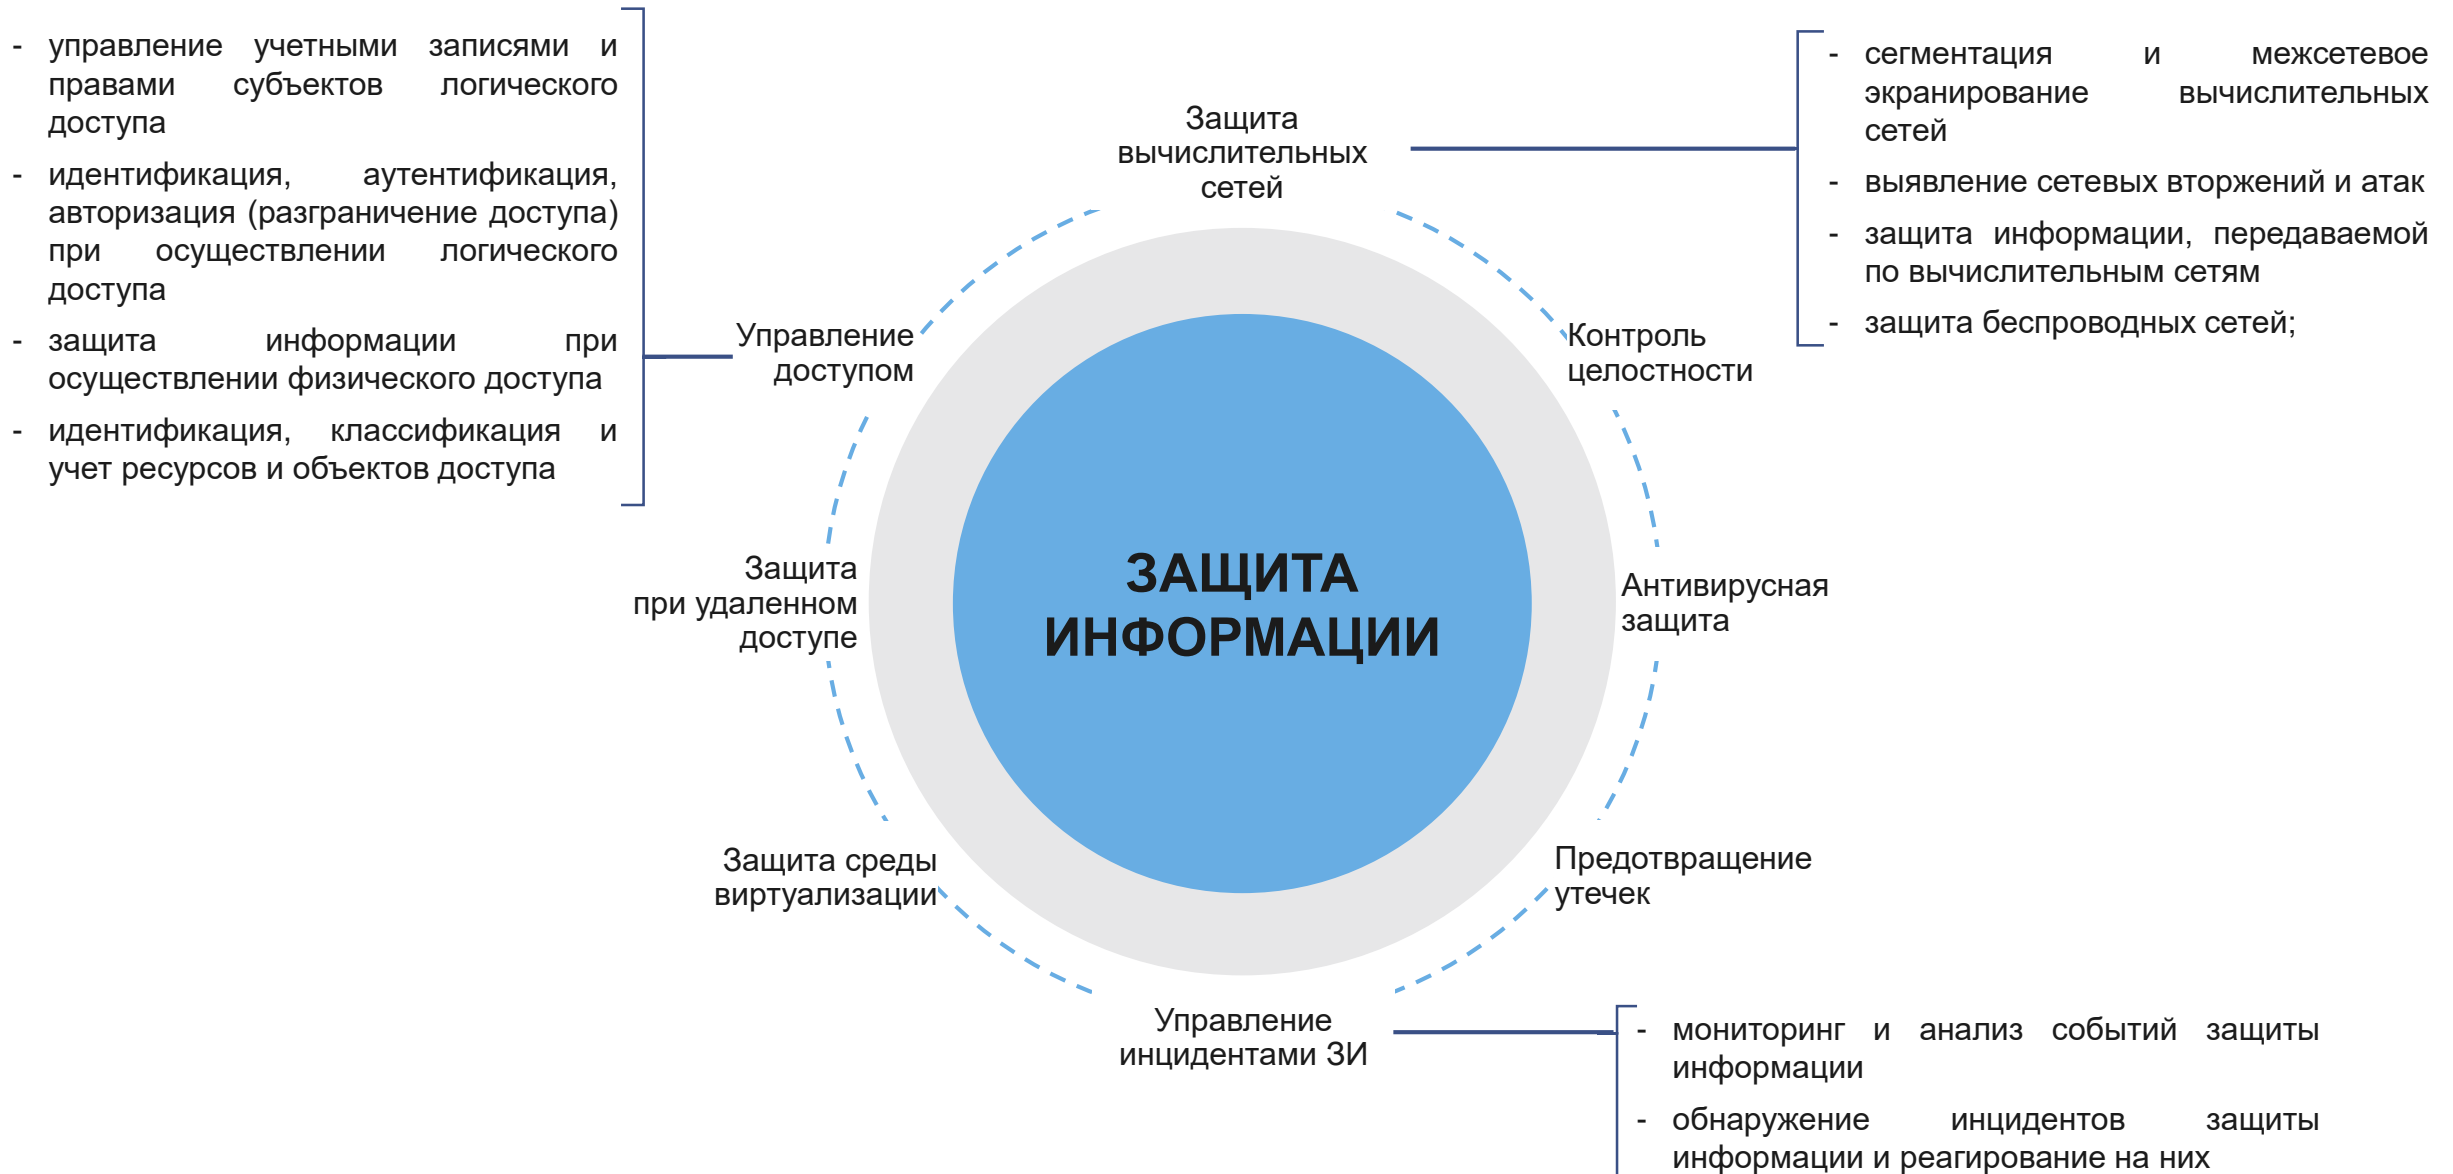 - управление учетными записями и
правами субъектов логического
доступа
- идентификация, аутентификация,
авторизация (разграничение доступа)
при осуществлении логического
доступа
- защита информации при
осуществлении физического доступа
- идентификация, классификация и
учет ресурсов и объектов доступа
Защита
вычислительных
сетей
- сегментация и межсетевое
экранирование вычислительных
сетей
- выявление сетевых вторжений и атак
- защита информации, передаваемой
по вычислительным сетям
- защита беспроводных сетей;
Управление
доступом
Контроль
целостности
Защита
при удаленном
доступе
ЗАЩИТА
ИНФОРМАЦИИ
Антивирусная
защита
Защита среды
виртуализации
Предотвращение
утечек
Управление
инцидентами ЗИ
- мониторинг и анализ событий защиты
информации
- обнаружение инцидентов защиты
информации и реагирование на них